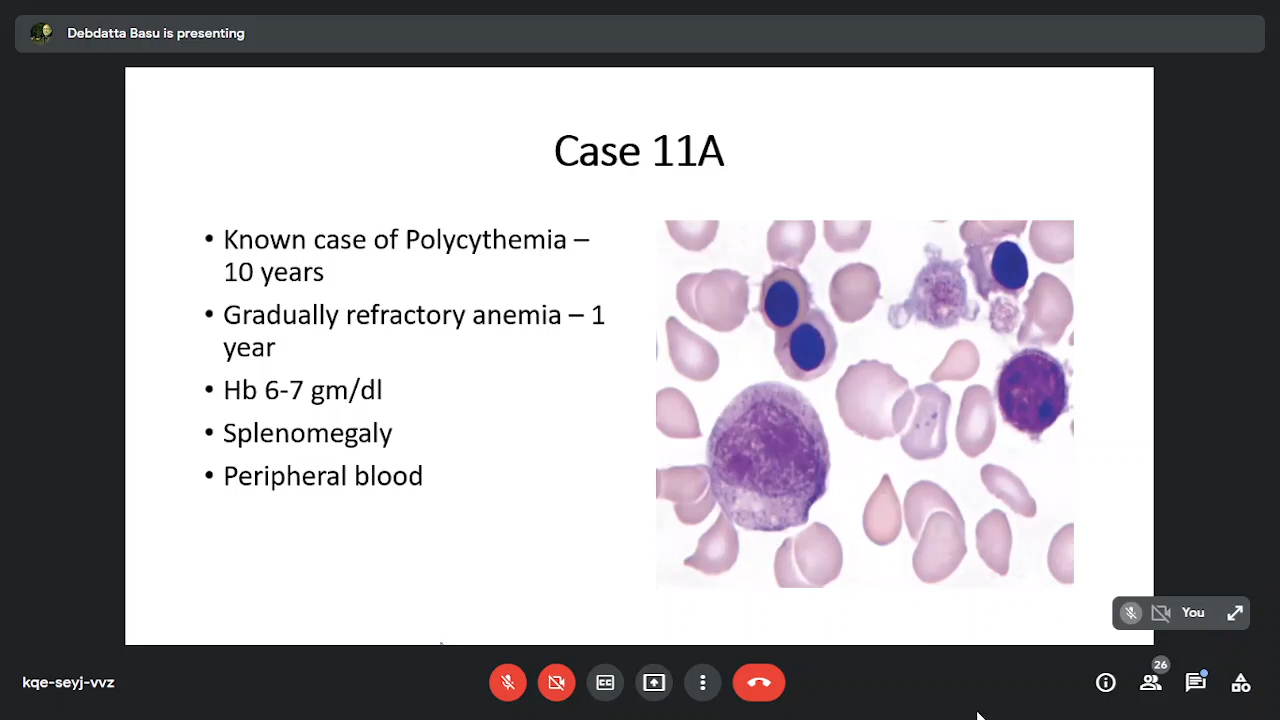 Debdatta Basu is presenting
Case 11A
• Known case of Polycythemia –
10 years
• Gradually refractory anemia – 1
year
• Hb 6-7 gm/dl
• Splenomegaly
• Peripheral blood
You
kqe-seyj-vvz
CC
26